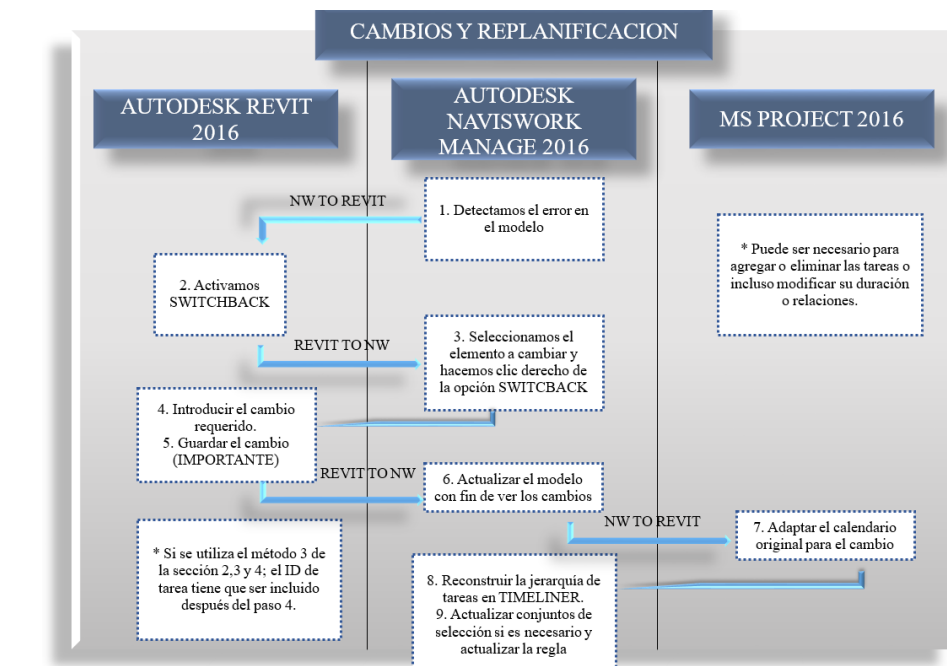 CAMBIOS Y REPLANIFICACION
AUTODESK REVIT
2016
AUTODESK
NAVISWORK
MANAGE 2016
MS PROJECT 2016
NW TO REVIT
1. Detectamos el error en
el modelo
* Puede ser necesario para
agregar o eliminar las tareas o
incluso modificar su duración
o relaciones.
2. Activamos
SWITCHBACK
REVIT TO NW
3. Seleccionamos el
elemento a cambiar y
hacemos clic derecho de
la opción SWITCBACK
4. Introducir el cambio
requerido.
5. Guardar el cambio
(IMPORTANTE)
REVIT TO NW
6. Actualizar el modelo
con fin de ver los cambios
NW TO REVIT
7. Adaptar el calendario
original para el cambio
* Si se utiliza el método 3 de
la sección 2,3 y 4; el ID de
tarea tiene que ser incluido
después del paso 4.
8. Reconstruir la jerarquía de
tareas en TIMELINER.
9. Actualizar conjuntos de
selección si es necesario y
actualizar la regla